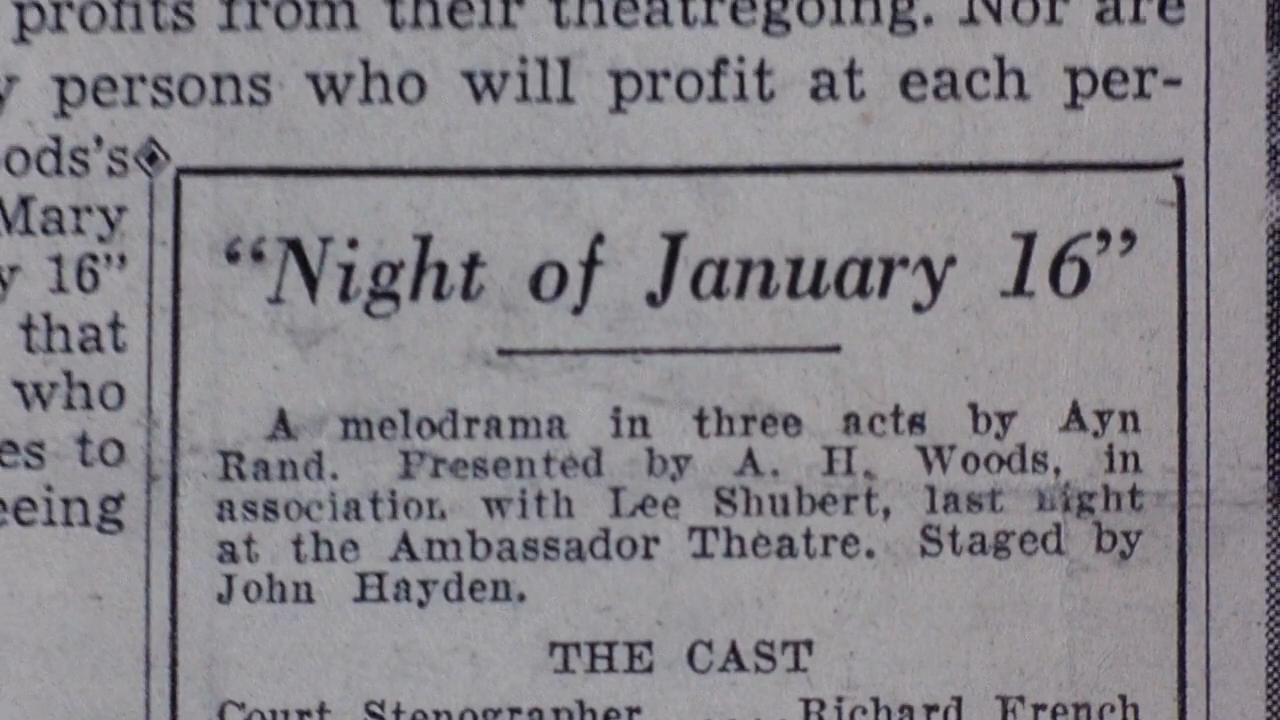 profits from their theatregoing. Nor are
persons who will profit at each per-
ods's
Mary
16”
that
who
es to
eeing
“Night of January 16”
A melodrama in three acts by Ayn
Rand. Presented by A. H. Woods, in
association with Lee Shubert, last night
at the Ambassador Theatre. Staged by
John Hayden.
THE CAST
Court Stenographer .... Richard French